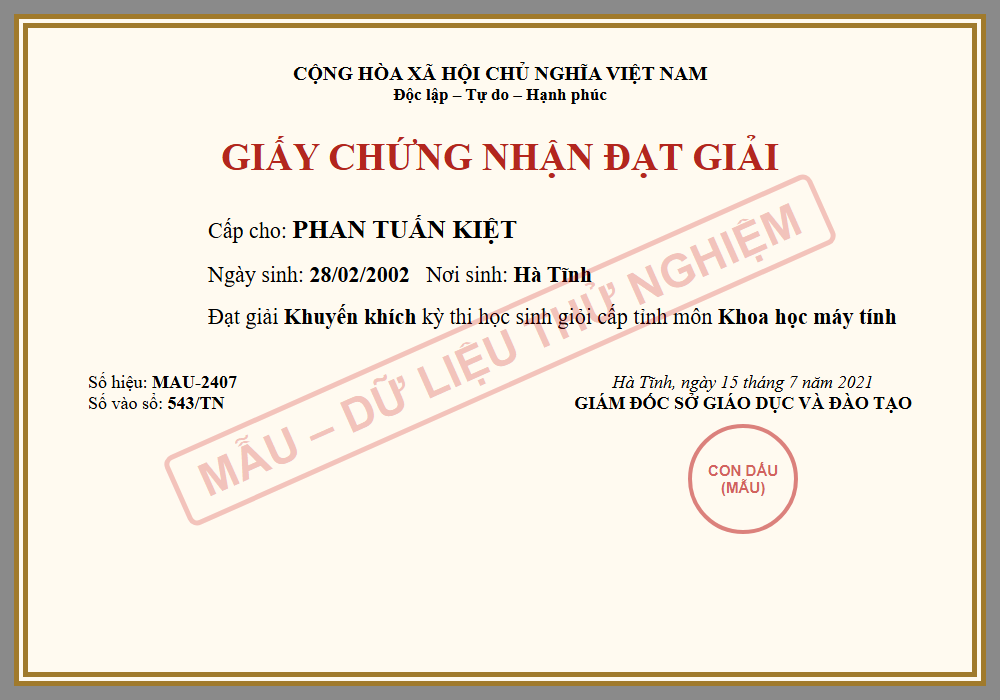 CỘNG HÒA XÃ HỘI CHỦ NGHĨA VIỆT NAM
Độc lập – Tự do – Hạnh phúc
GIẤY CHỨNG NHẬN ĐẠT GIẢI
Cấp cho: PHAN TUẤN KIỆT
Ngày sinh: 28/02/2002 Nơi sinh: Hà Tĩnh
Đạt giải Khuyến khích kỳ thi học sinh giỏi cấp tỉnh môn Khoa học máy tính
MẪU – DỮ LIỆU THỬ NGHIỆM
Số hiệu: MAU-2407
Số vào sổ: 543/TN
Hà Tĩnh, ngày 15 tháng 7 năm 2021
GIÁM ĐỐC SỞ GIÁO DỤC VÀ ĐÀO TẠO
CON DẤU
(MẪU)